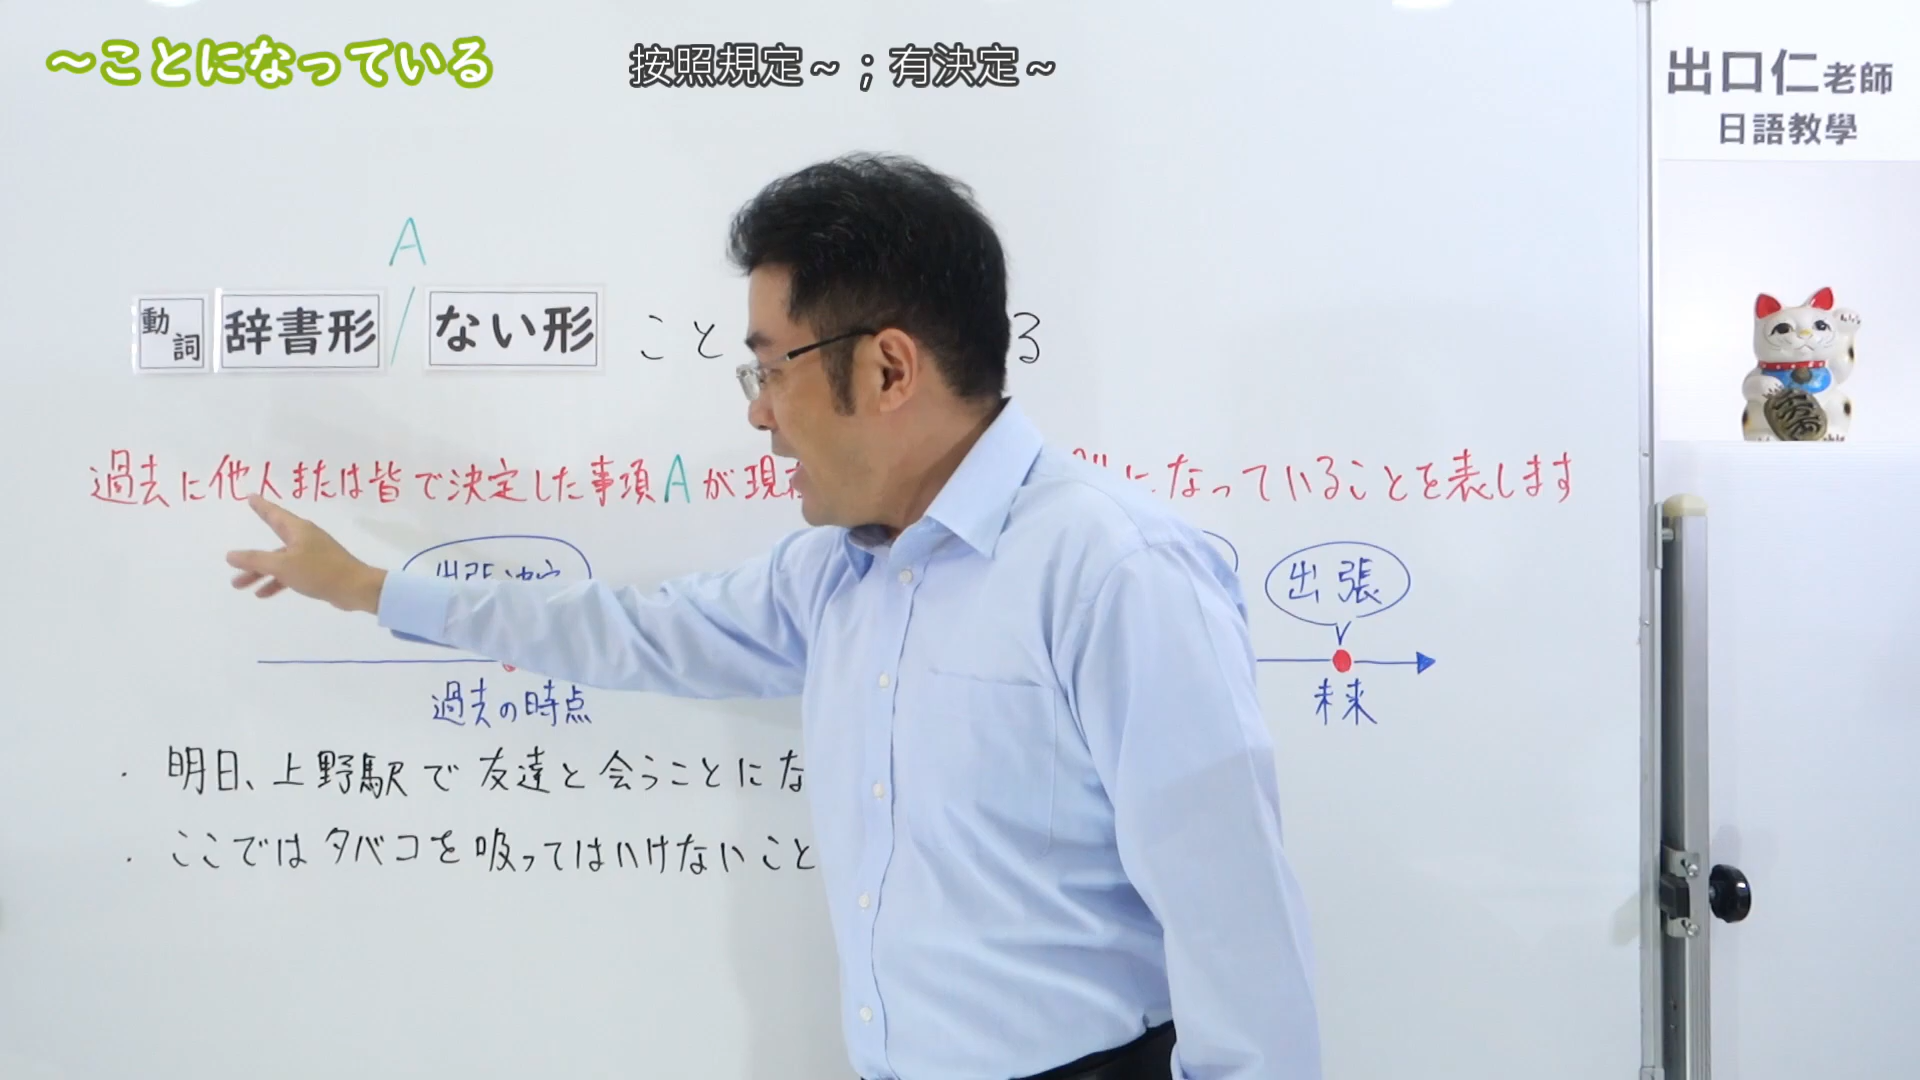 ～ことになっている
按照規定～；有決定～
出口仁老師
日語教學
A
動詞 辞書形 / ない形 こと る
過去に他人または皆で決定した事項Aが現 になっていることを表します
出張
過去の時点
未来
・明日、上野駅で友達と会うことにな
・ここではタバコを吸ってはいけないこと